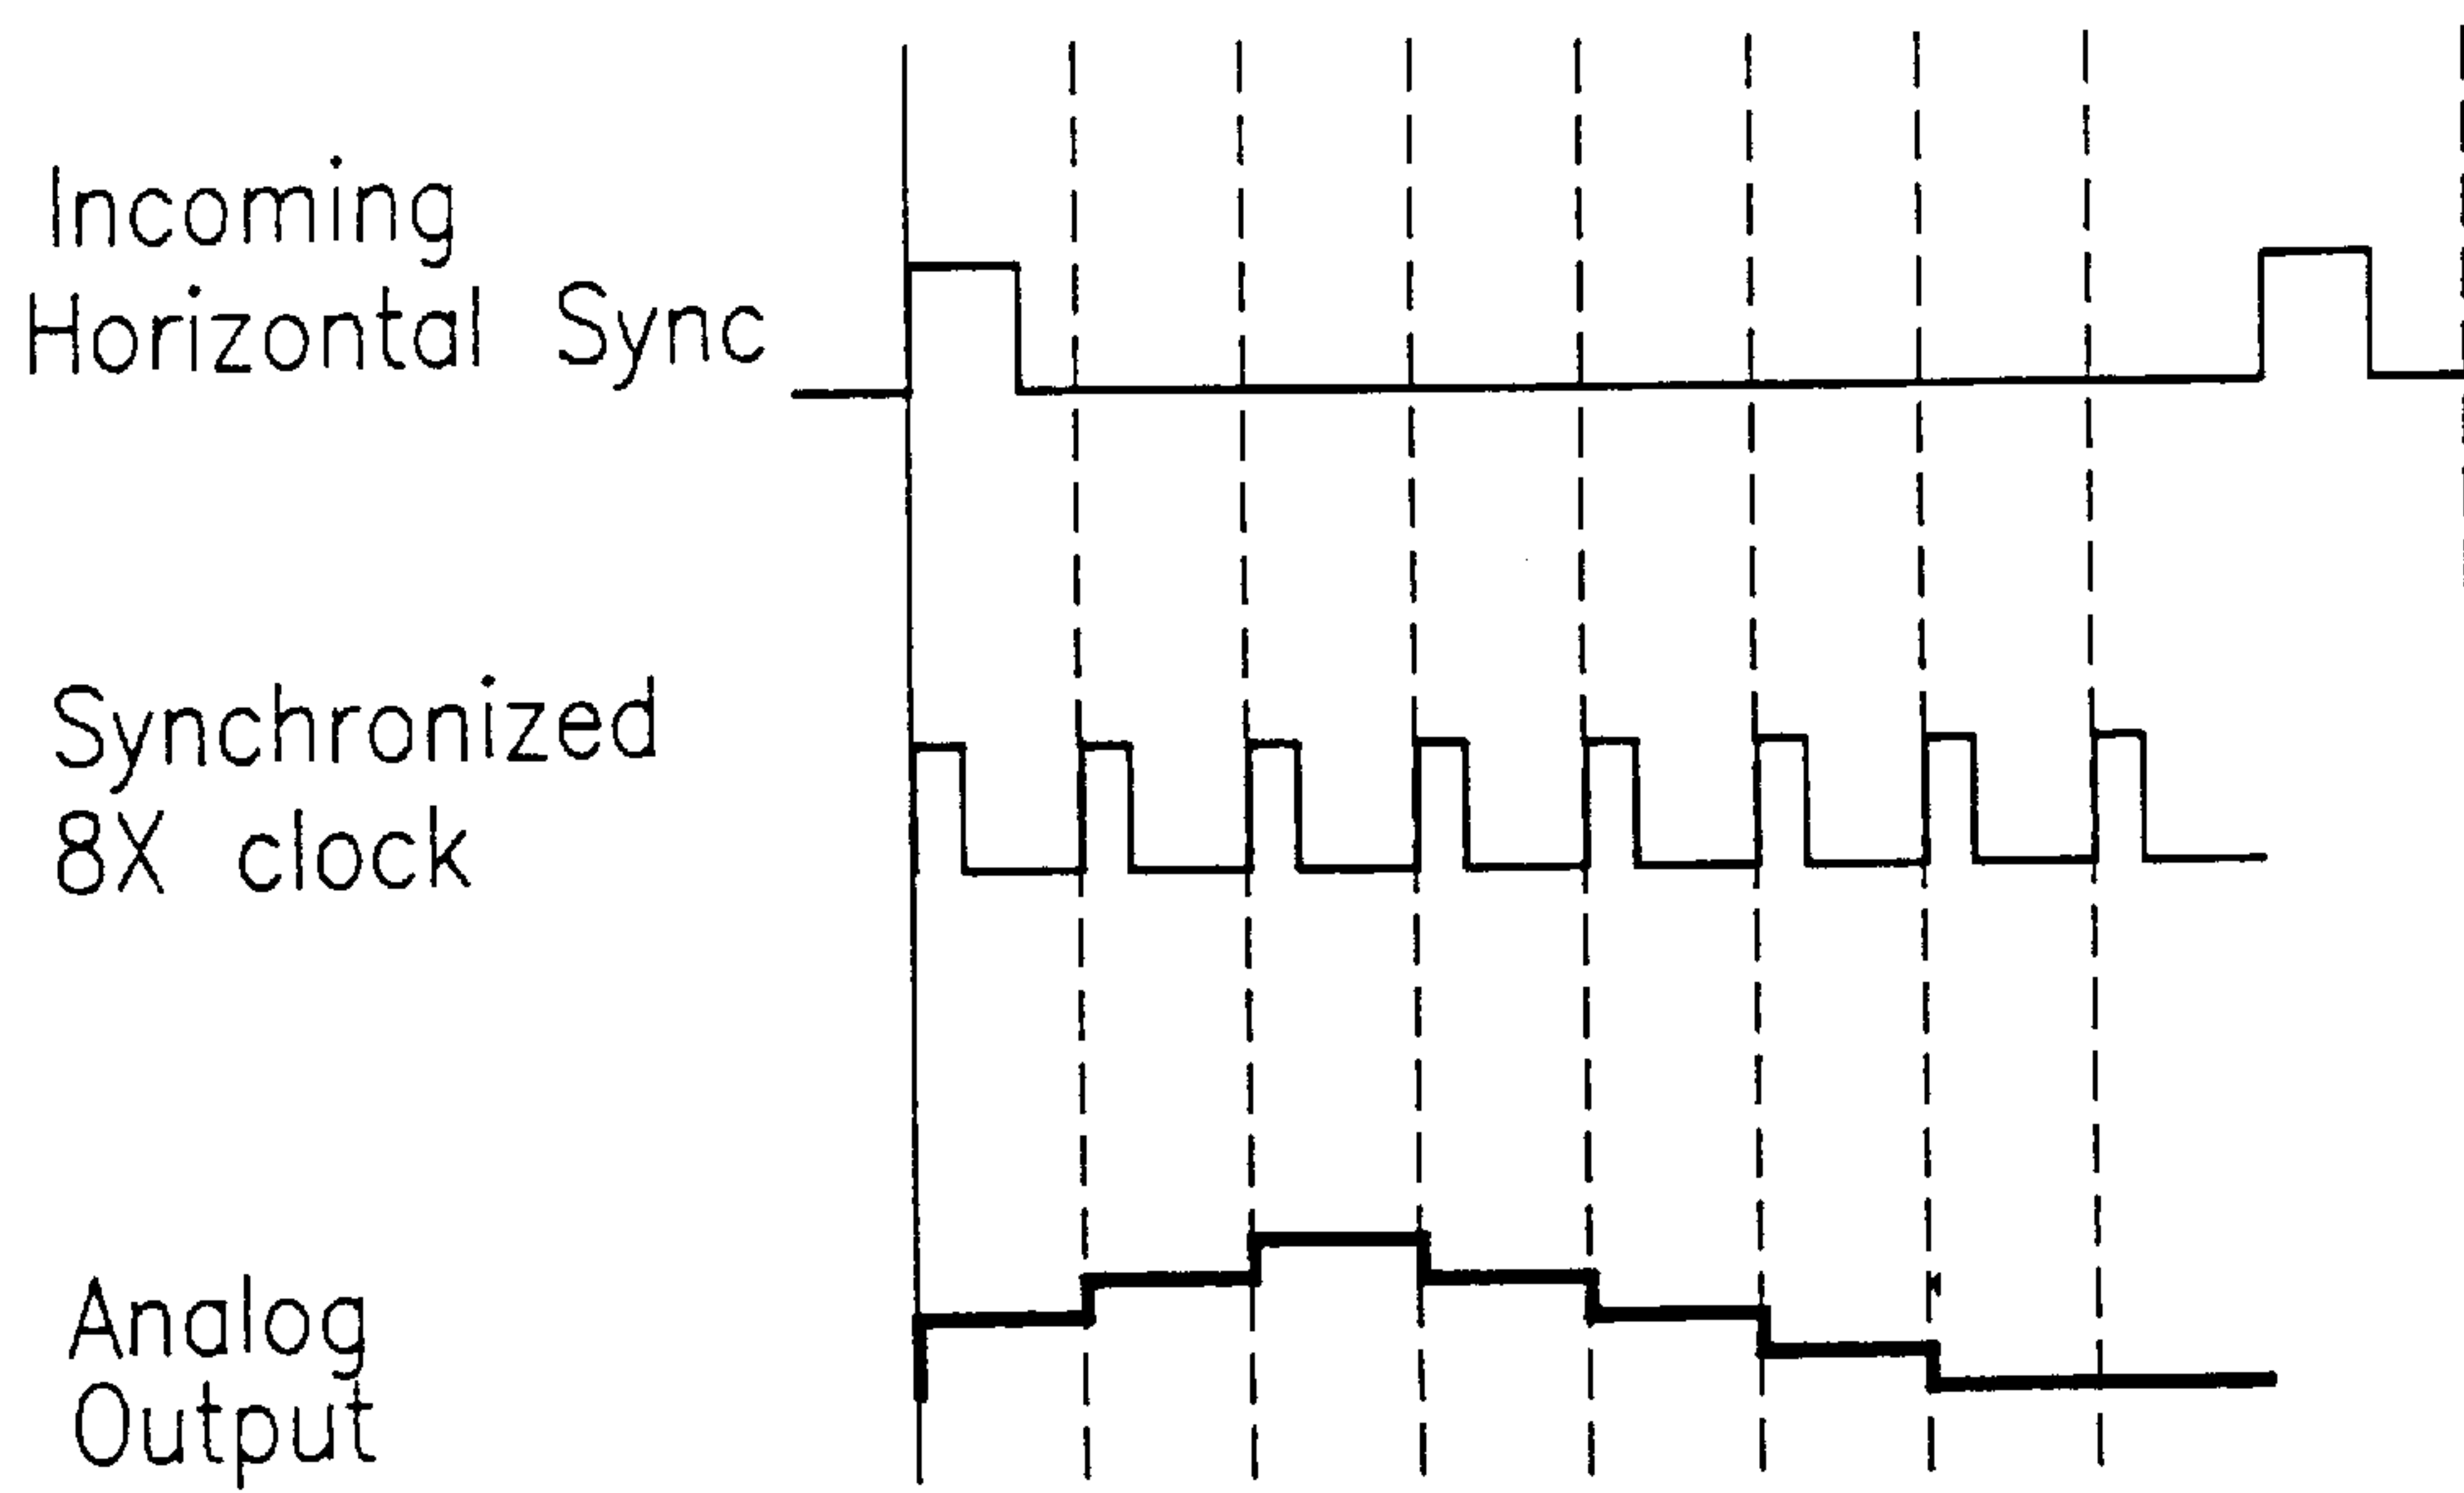 Incoming
Horizontal Sync
Synchronized
8X clock
Analog
Output